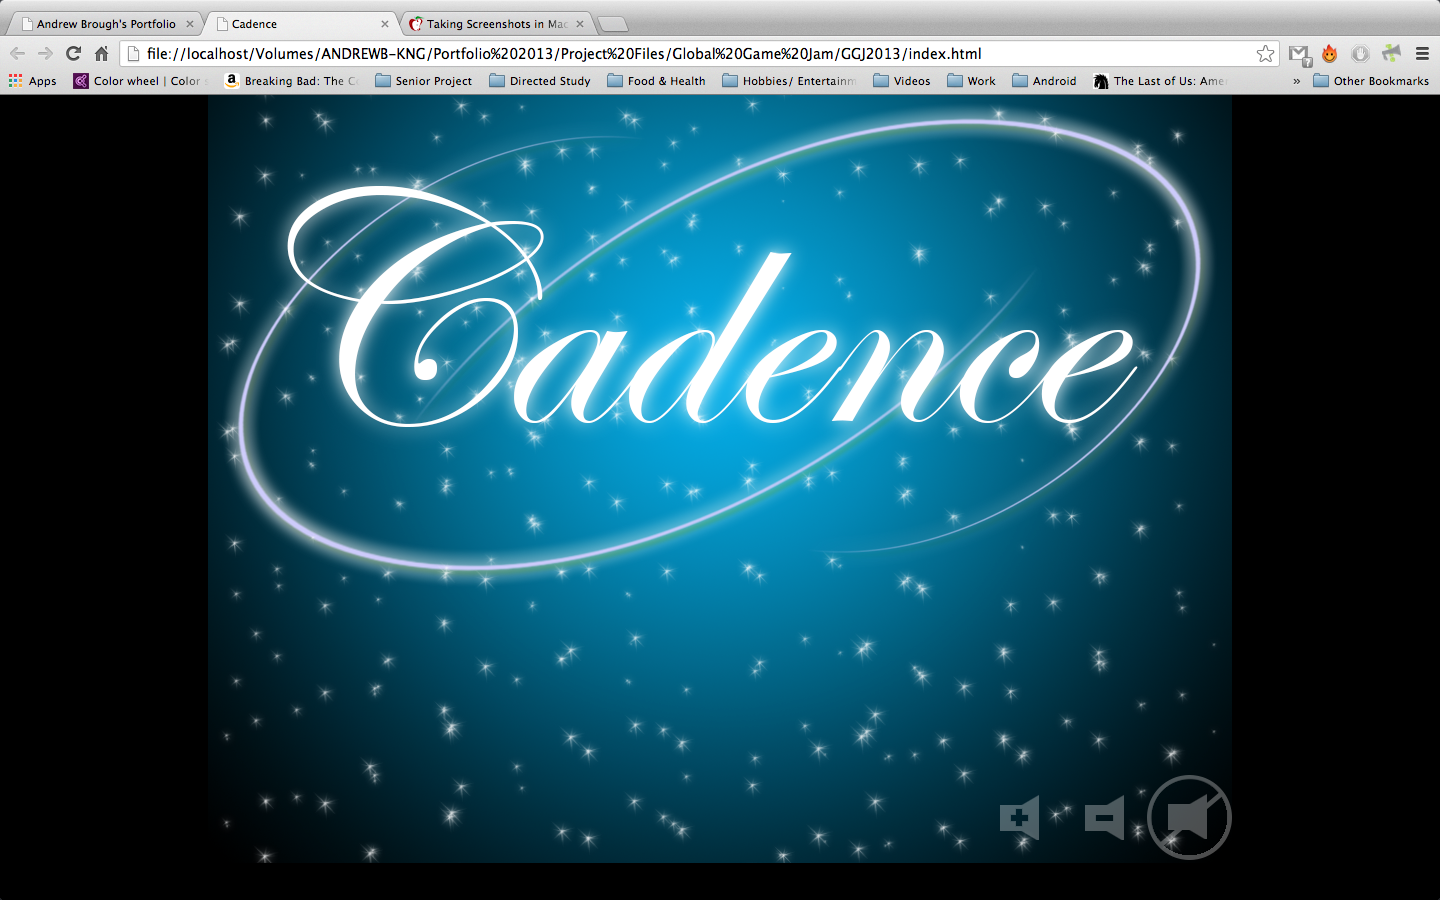 Andrew Brough's Portfolio
Cadence
Taking Screenshots in Mac
file://localhost/Volumes/ANDREWB-KNG/Portfolio%202013/Project%20Files/Global%20Game%20Jam/GGJ2013/index.html
Apps
Color wheel | Color
Breaking Bad: The C
Senior Project
Directed Study
Food & Health
Hobbies/ Entertainm
Videos
Work
Android
The Last of Us: Amer
»
Other Bookmarks
Cadence